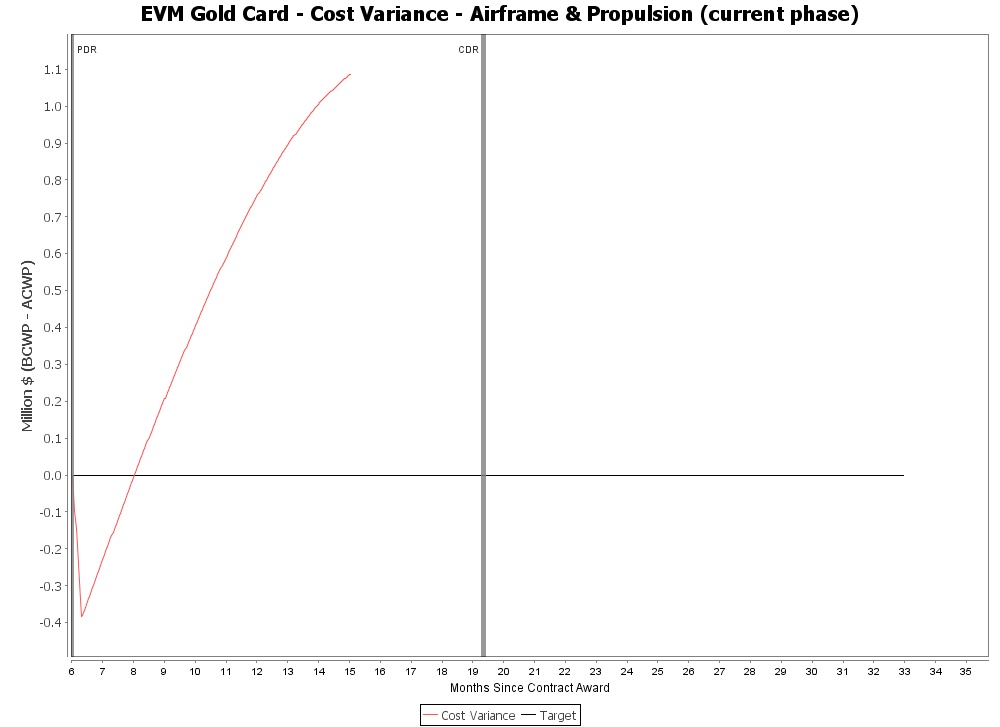 EVM Gold Card - Cost Variance - Airframe & Propulsion (current phase)
PDR
CDR
1.1
1.0
0.9
0.8
0.7
0.6
0.5
0.4
0.3
0.2
0.1
0.0
-0.1
-0.2
-0.3
-0.4
Million $ (BCWP - ACWP)
6 7 8 9 10 11 12 13 14 15 16 17 18 19 20 21 22 23 24 25 26 27 28 29 30 31 32 33 34 35
Months Since Contract Award
Cost Variance Target